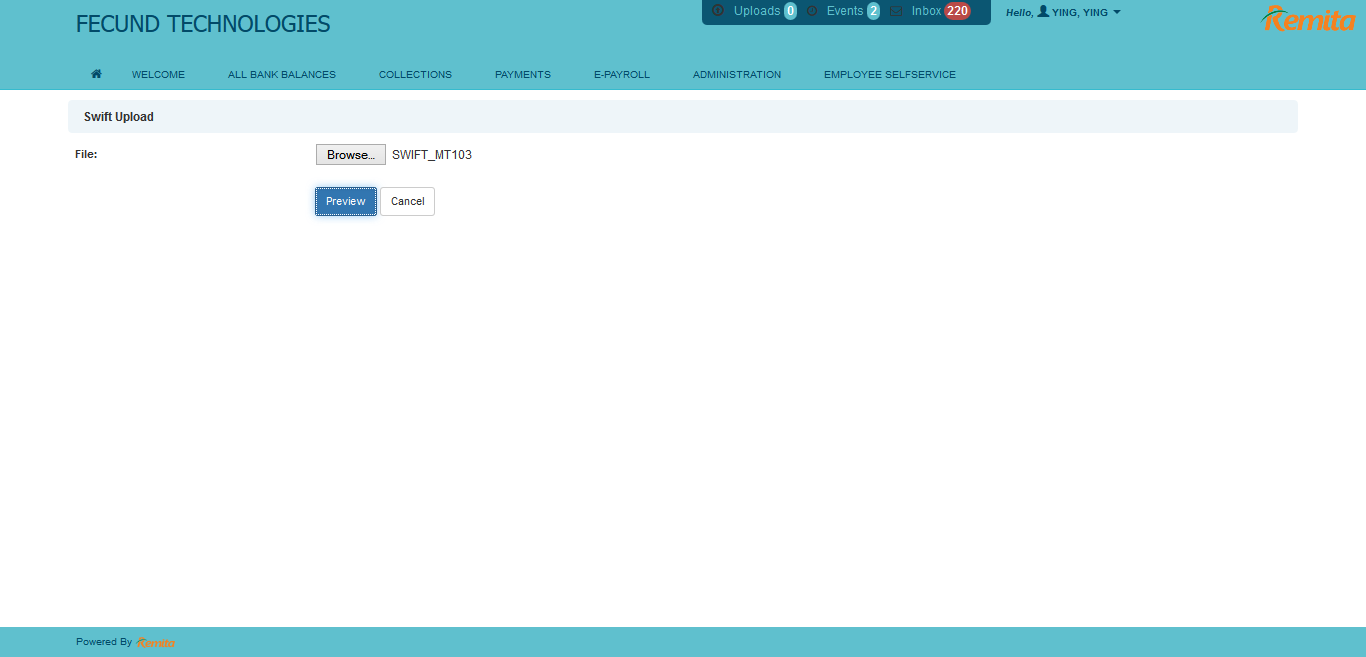 FECUND TECHNOLOGIES
Uploads 0 Events 2 Inbox 220
Hello, YING, YING
Remita
WELCOME ALL BANK BALANCES COLLECTIONS PAYMENTS E-PAYROLL ADMINISTRATION EMPLOYEE SELFSERVICE
Swift Upload
File: Browse... SWIFT_MT103
Preview Cancel
Powered By Remita